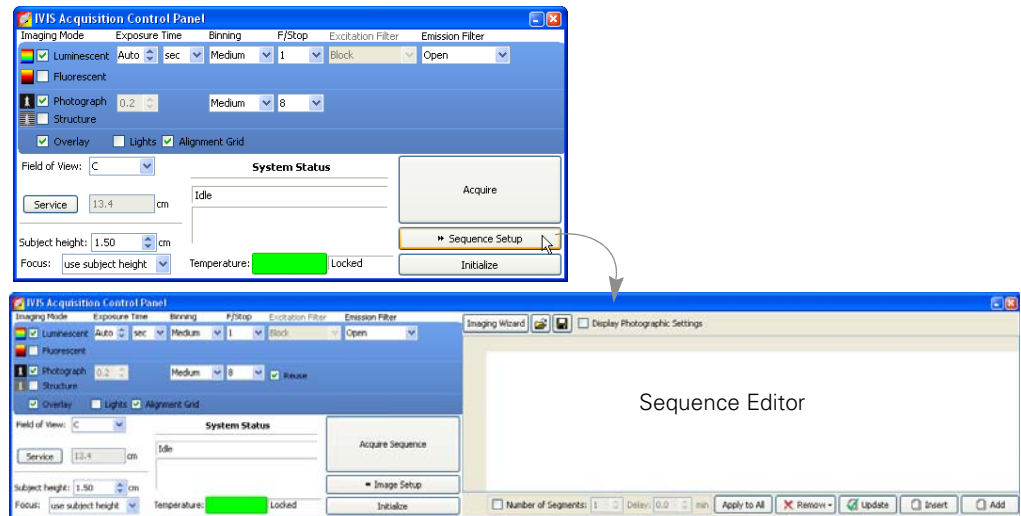 IVIS Acquisition Control Panel
Imaging Mode Exposure Time Binning F/Stop Excitation Filter Emission Filter
Luminescent Auto sec Medium 1 Block Open
Fluorescent
Photograph 0.2 Medium 8
Structure
Overlay Lights Alignment Grid
Field of View: C System Status
Idle
Service 13.4 cm
Acquire
Subject height: 1.50 cm
Sequence Setup
Focus: use subject height Temperature: Locked Initialize
IVIS Acquisition Control Panel
Imaging Mode Exposure Time Binning F/Stop Excitation Filter Emission Filter
Luminescent Auto sec Medium 1 Block Open
Fluorescent
Photograph 0.2 Medium 8 Reuse
Structure
Overlay Lights Alignment Grid
Field of View: C System Status
Idle
Service 13.4 cm
Acquire Sequence
Subject height: 1.50 cm
Image Setup
Focus: use subject height Temperature: Locked Initialize
Imaging Wizard Display Photographic Settings
Sequence Editor
Number of Segments: 1 Delay: 0.0 min Apply to All Remove Update Insert Add